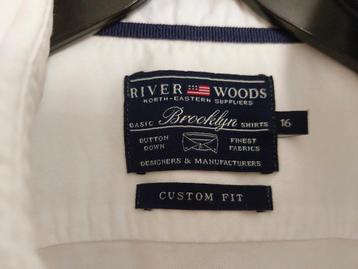 RIVER WOODS
NORTH-EASTERN SUPPLIERS
BASIC Brooklyn SHIRTS
BUTTON DOWN FINEST FABRICS
DESIGNERS & MANUFACTURERS
16
CUSTOM FIT